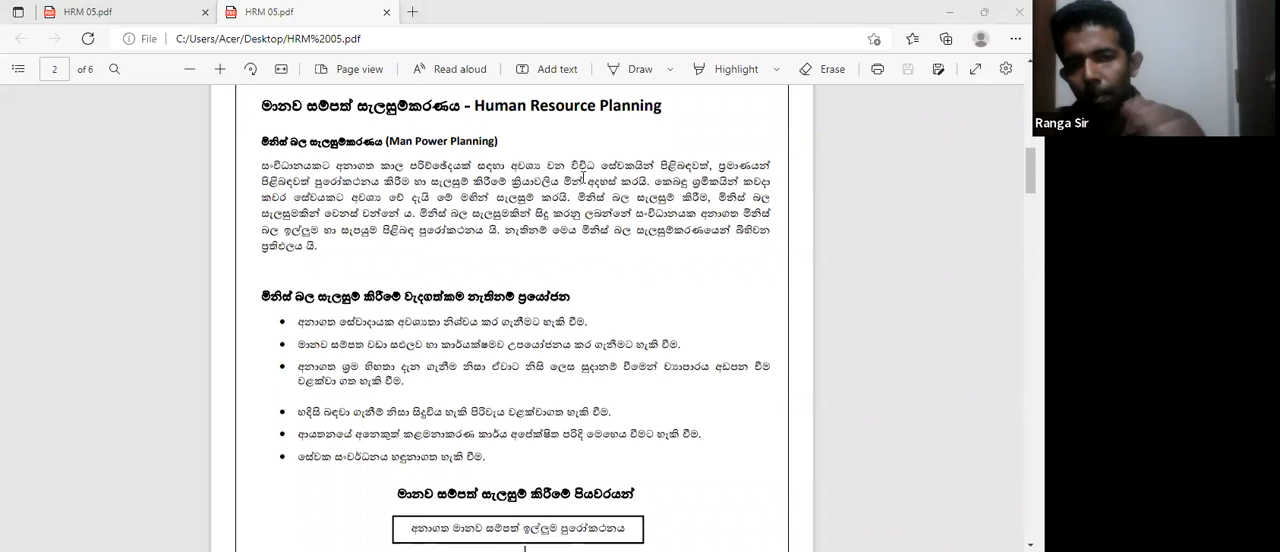 HRM 05.pdf
HRM 05.pdf
File
C:/Users/Acer/Desktop/HRM%2005.pdf
2 of 6
Page view
Read aloud
Add text
Draw
Highlight
Erase
Ranga Sir
මානව සම්පත් සැලසුම්කරණය - Human Resource Planning
මිනිස් බල සැලසුම්කරණය (Man Power Planning)
සංවිධානයකට අනාගත කාල පරිච්ඡේදයක් සඳහා අවශ්‍ය වන විවිධ සේවකයින් පිළිබඳවත්, ප්‍රමාණයන්
පිළිබඳවත් පුරෝකථනය කිරීම හා සැලසුම් කිරීමේ ක්‍රියාවලිය මින් අදහස් කරයි. කෙබඳු ශ්‍රමිකයින් කවදා
කවර සේවයකට අවශ්‍ය වේ දැයි මේ මඟින් සැලසුම් කරයි. මිනිස් බල සැලසුම් කිරීම, මිනිස් බල
සැලසුමකින් වෙනස් වන්නේ ය. මිනිස් බල සැලසුමකින් සිදු කරනු ලබන්නේ සංවිධානයක අනාගත මිනිස්
බල ඉල්ලුම හා සැපයුම පිළිබඳ පුරෝකථනය යි. නැතිනම් මෙය මිනිස් බල සැලසුම්කරණයෙන් බිහිවන
ප්‍රතිඵලය යි.
මිනිස් බල සැලසුම් කිරීමේ වැදගත්කම නැතිනම් ප්‍රයෝජන
• අනාගත සේවාදායක අවශ්‍යතා නිශ්චය කර ගැනීමට හැකි වීම.
• මානව සම්පත වඩා සඵලව හා කාර්යක්ෂමව උපයෝජනය කර ගැනීමට හැකි වීම.
• අනාගත ශ්‍රම හිඟතා දැන ගැනීම නිසා ඒවාට නිසි ලෙස සුදානම් වීමෙන් ව්‍යාපාරය අඩපන වීම
වළක්වා ගත හැකි වීම.
• හදිසි බඳවා ගැනීම් නිසා සිදුවිය හැකි පිරිවැය වළක්වාගත හැකි වීම.
• ආයතනයේ අනෙකුත් කළමනාකරණ කාර්ය අපේක්ෂිත පරිදි මෙහෙය වීමට හැකි වීම.
• සේවක සංවර්ධනය හඳුනාගත හැකි වීම.
මානව සම්පත් සැලසුම් කිරීමේ පියවරයන්
අනාගත මානව සම්පත් ඉල්ලුම පුරෝකථනය